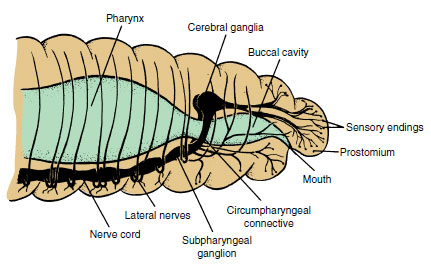 Pharynx
Cerebral ganglia
Buccal cavity
Sensory endings
Prostomium
Mouth
Circumpharyngeal
connective
Lateral nerves
Subpharyngeal
ganglion
Nerve cord